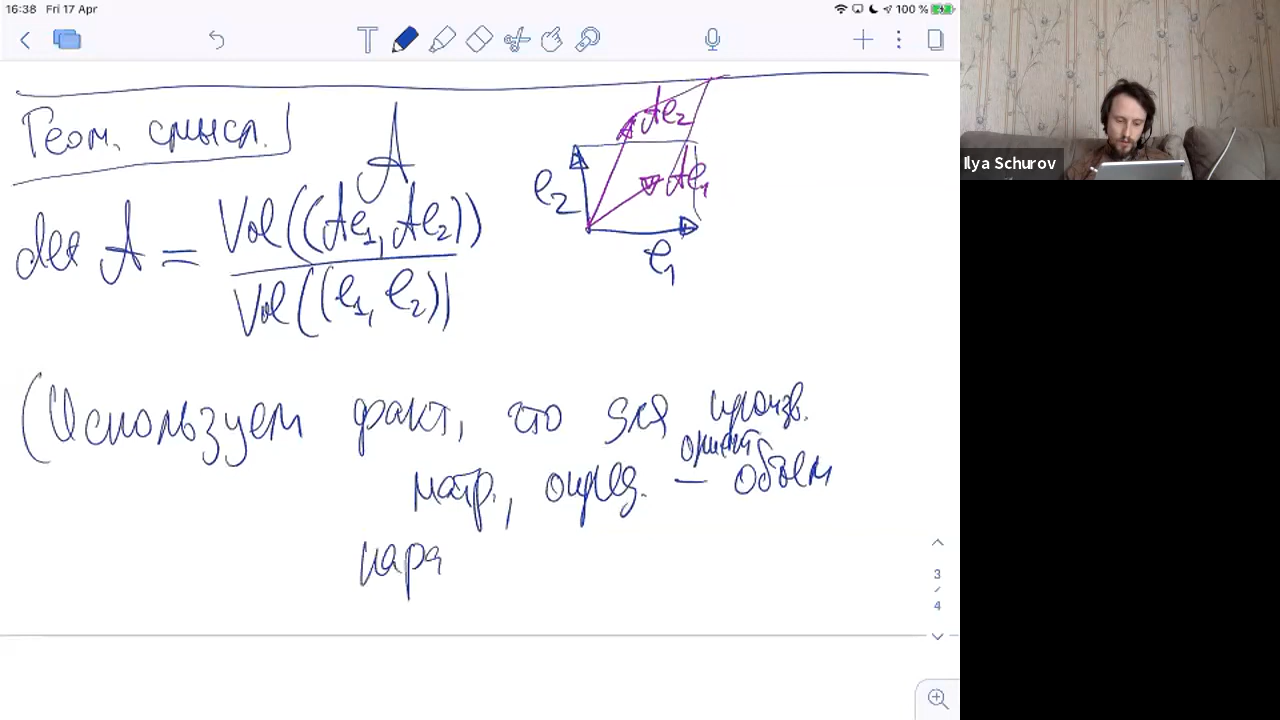 16:38 Fri 17 Apr
100 %
Геом. смысл.
A
det A = Vol((Ae₁, Ae₂)) / Vol((e₁, e₂))
Ae₂
Ae₁
e₂
e₁
(Используем факт, что для произв.
матр., опред. — ориент. объем
пара
Ilya Schurov
3
/
4